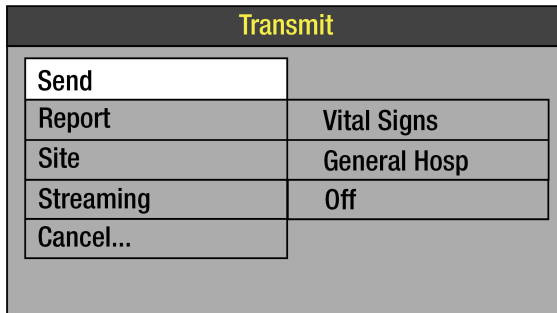 Transmit
Send
Report Vital Signs
Site General Hosp
Streaming Off
Cancel...